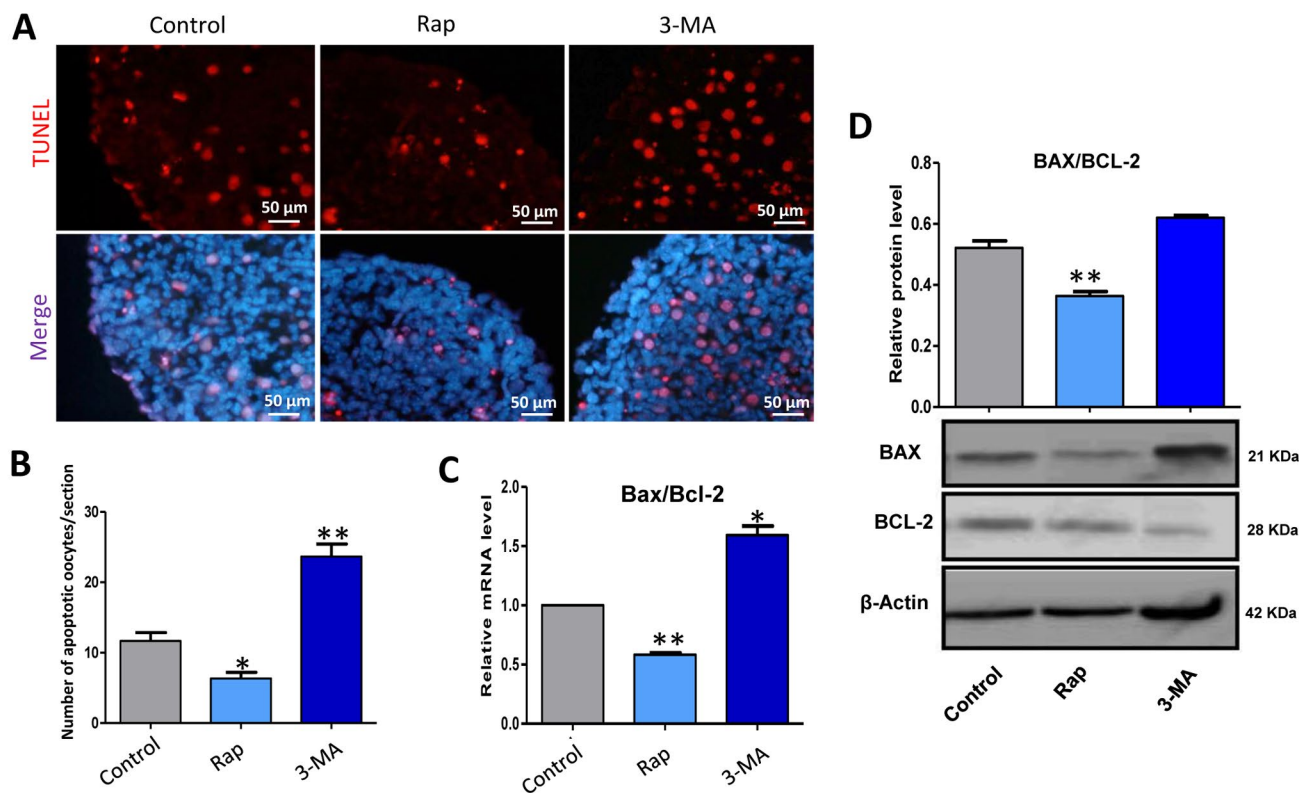 A
Control
Rap
3-MA
TUNEL
50 µm
50 µm
50 µm
Merge
50 µm
50 µm
50 µm
B
Number of apoptotic oocytes/section
30
20
10
0
*
**
Control
Rap
3-MA
C
Bax/Bcl-2
Relative mRNA level
2.0
1.5
1.0
0.5
0.0
**
*
Control
Rap
3-MA
D
BAX/BCL-2
Relative protein level
0.8
0.6
0.4
0.2
0.0
**
BAX
21 KDa
BCL-2
28 KDa
β-Actin
42 KDa
Control
Rap
3-MA